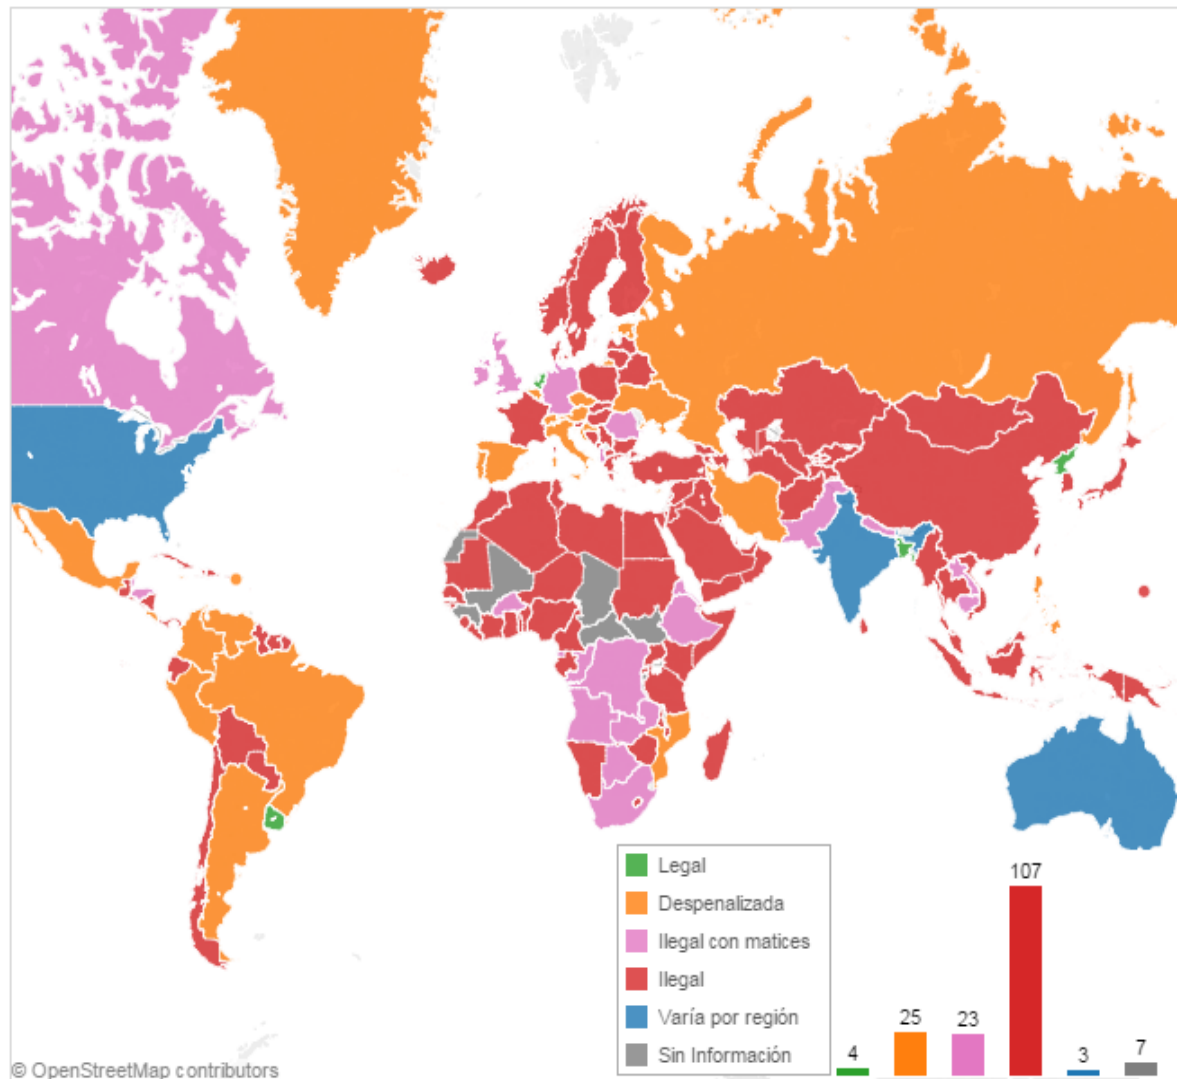 Legal
Despenalizada
Ilegal con matices
Ilegal
Varía por región
Sin Información
4
25
23
107
3
7
© OpenStreetMap contributors